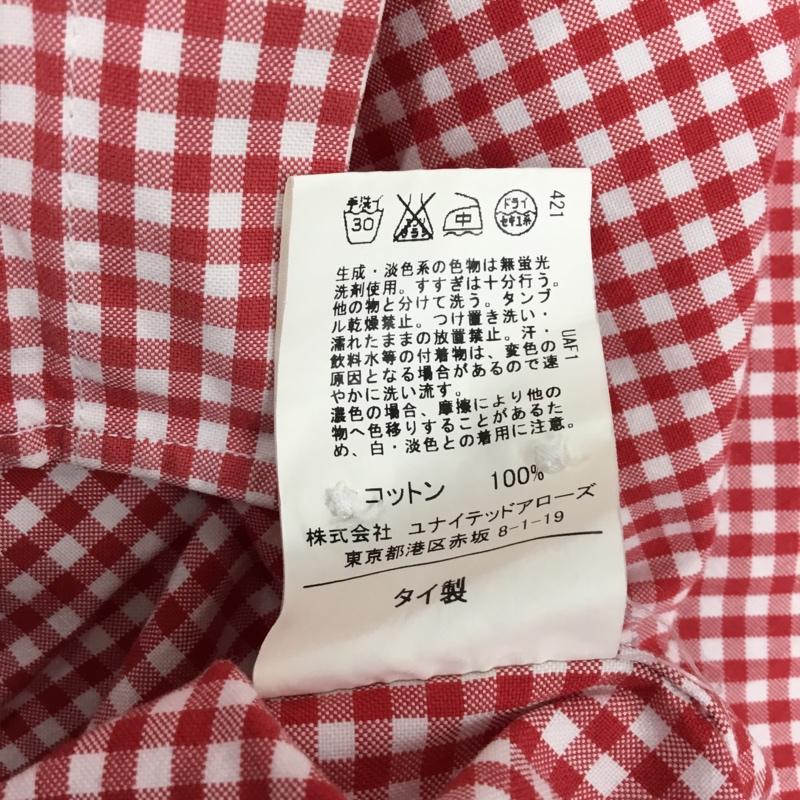 手洗イ
30
エンソ
サラシ
中
ドライ
セキユ系
421
生成・淡色系の色物は無蛍光
洗剤使用。すすぎは十分行う。
他の物と分けて洗う。タンブ
ル乾燥禁止。つけ置き洗い・
濡れたままの放置禁止。汗・
飲料水等の付着物は、変色の
原因となる場合があるので速
やかに洗い流す。
濃色の場合、摩擦により他の
物へ色移りすることがあるた
め、白・淡色との着用に注意。
UAF1
コットン 100%
株式会社 ユナイテッドアローズ
東京都港区赤坂 8-1-19
タイ製